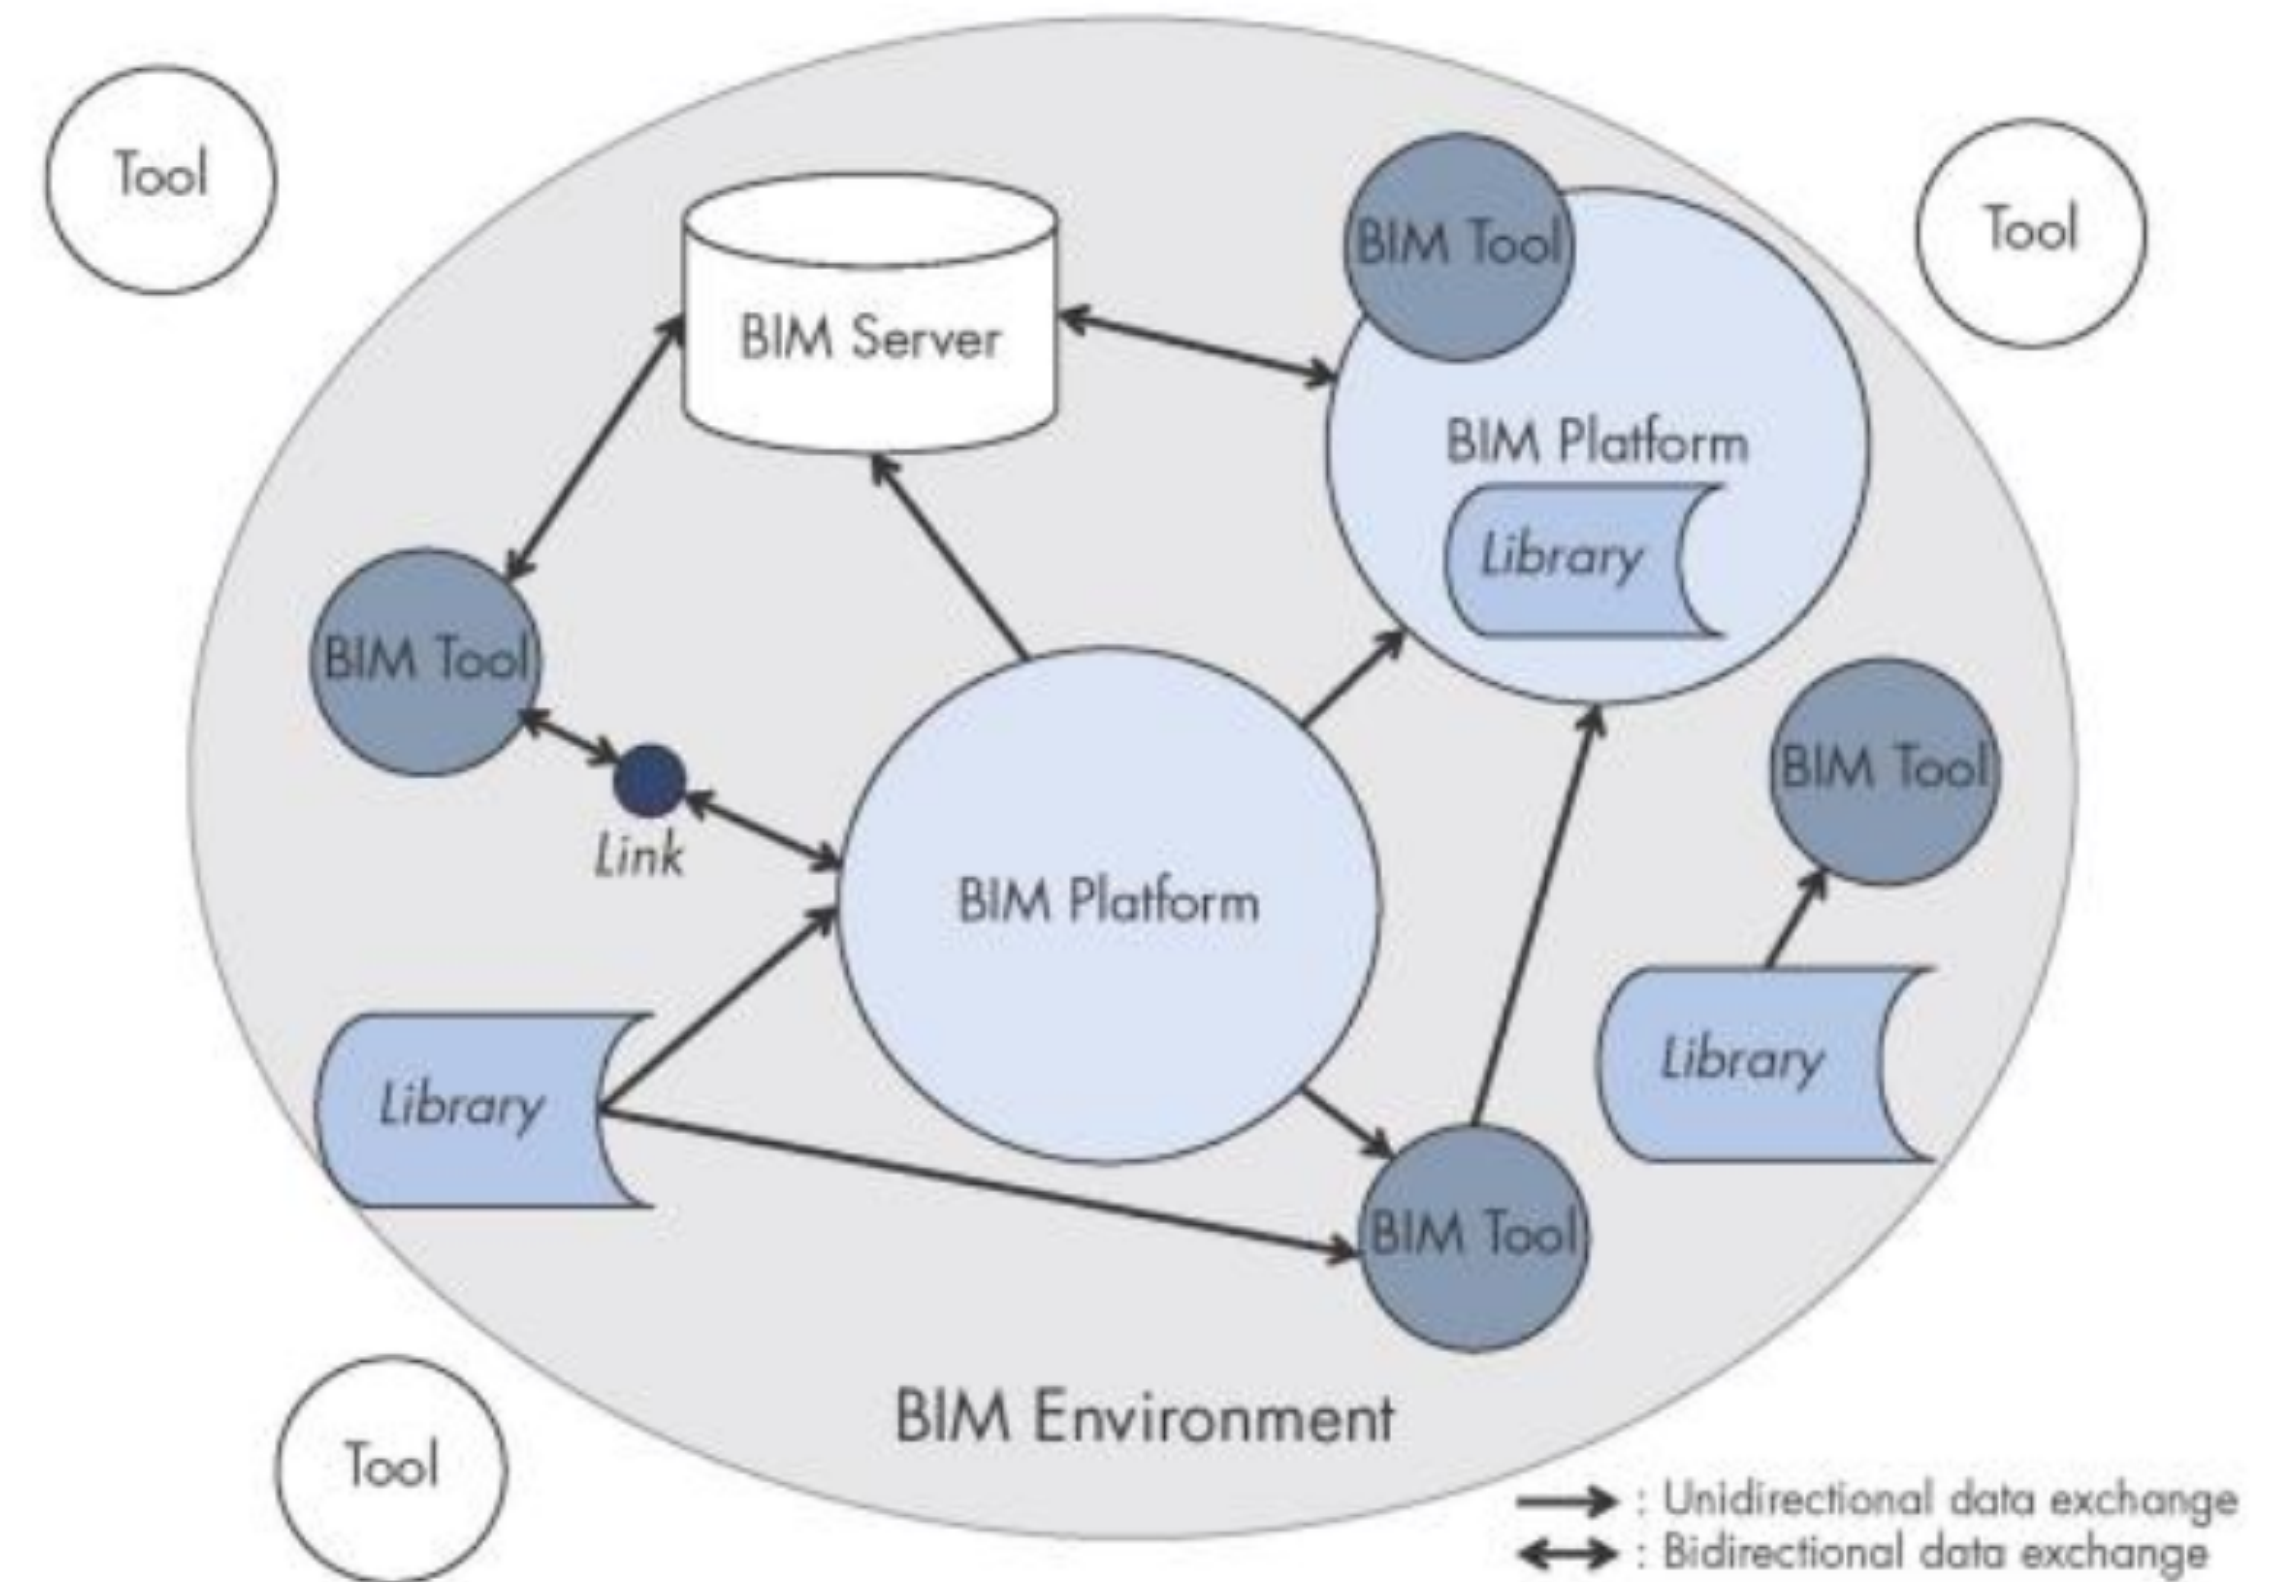 Tool
Tool
BIM Tool
BIM Server
BIM Platform
Library
BIM Tool
BIM Tool
Link
BIM Platform
Library
Library
BIM Tool
BIM Environment
Tool
: Unidirectional data exchange
: Bidirectional data exchange